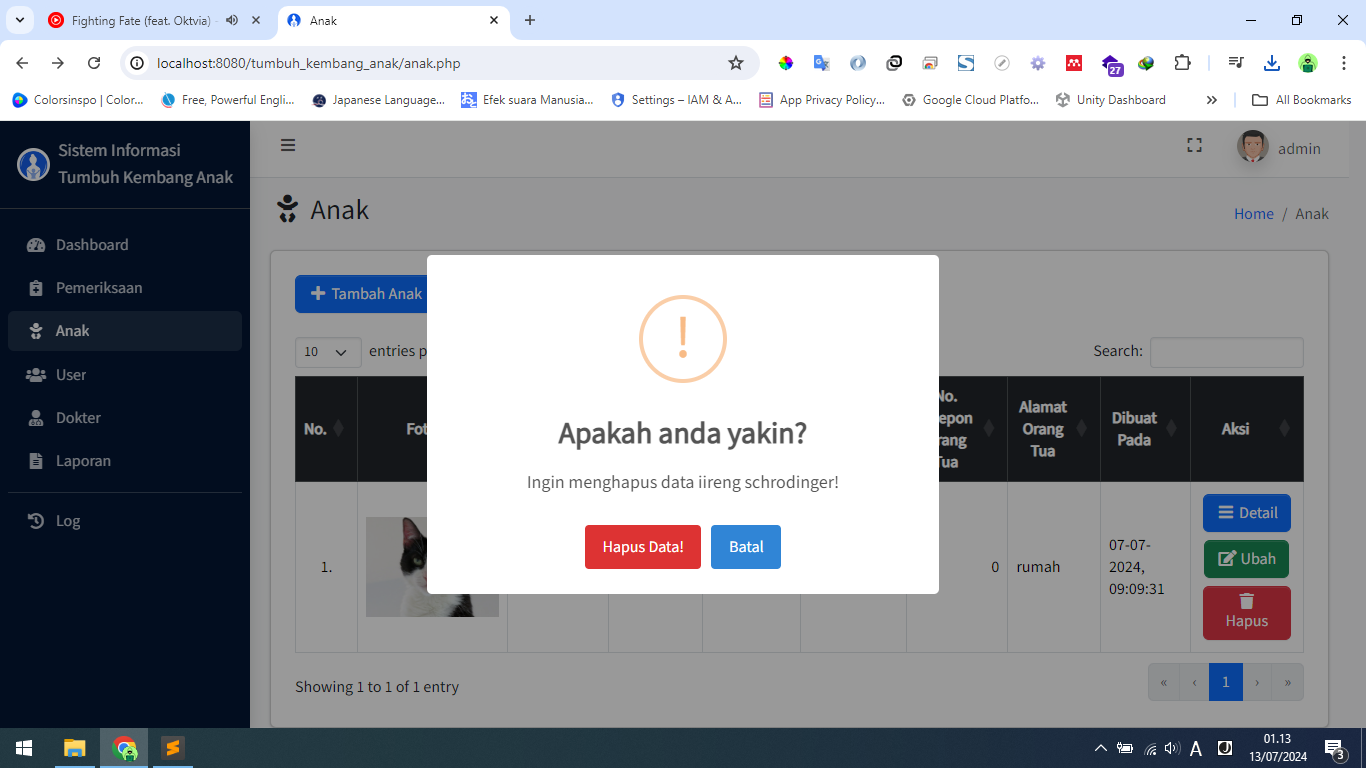 Fighting Fate (feat. Oktvia) -
Anak
localhost:8080/tumbuh_kembang_anak/anak.php
27
Colorsinspo | Color...
Free, Powerful Engli...
Japanese Language...
Efek suara Manusia...
Settings – IAM & A...
App Privacy Policy...
Google Cloud Platfo...
Unity Dashboard
»
All Bookmarks
Sistem Informasi
Tumbuh Kembang Anak
admin
Dashboard
Pemeriksaan
Anak
User
Dokter
Laporan
Log
Anak
Home / Anak
Tambah Anak
10
entries p
Search:
No.
Fot
No.
epon
rang
Tua
Alamat
Orang
Tua
Dibuat
Pada
Aksi
1.
0
rumah
07-07-
2024,
09:09:31
Detail
Ubah
Hapus
Showing 1 to 1 of 1 entry
« ‹ 1 › »
!
Apakah anda yakin?
Ingin menghapus data iireng schrodinger!
Hapus Data!
Batal
A
J
01.13
13/07/2024
3